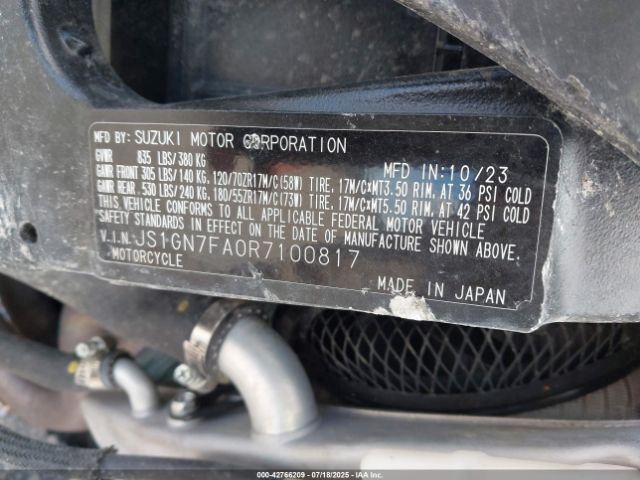 MFD BY: SUZUKI MOTOR CORPORATION
GVWR 835 LBS/380 KG MFD IN:10/23
GAWR FRONT 305 LBS/140 KG, 120/70ZR17M/C(58W) TIRE, 17M/C×MT3.50 RIM, AT 36 PSI COLD
GAWR REAR 530 LBS/240 KG, 180/55ZR17M/C(73W) TIRE, 17M/C×MT5.50 RIM, AT 42 PSI COLD
THIS VEHICLE CONFORMS TO ALL APPLICABLE FEDERAL MOTOR VEHICLE
SAFETY STANDARDS IN EFFECT ON THE DATE OF MANUFACTURE SHOWN ABOVE.
V.I.N. JS1GN7FA0R7100817
MOTORCYCLE
MADE IN JAPAN
000-42766209 - 07/18/2025 - IAAI.COM